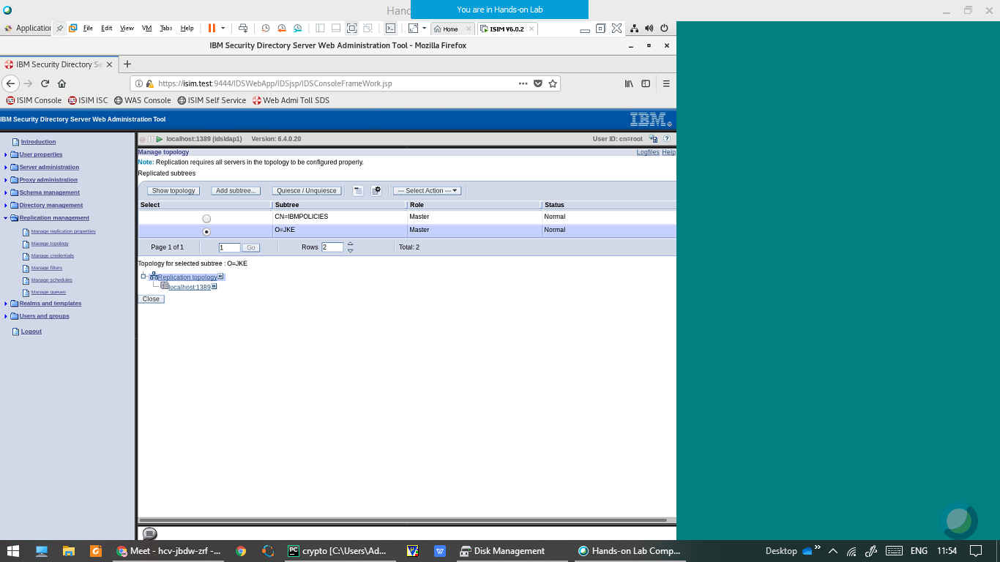 Hand
You are in Hands-on Lab
Application
File Edit View VM Tabs Help
Home
ISIM V6.0.2
IBM Security Directory Server Web Administration Tool - Mozilla Firefox
IBM Security Directory Se
https://isim.test:9444/IDSWebApp/IDSjsp/IDSConsoleFrameWork.jsp
ISIM Console ISIM ISC WAS Console ISIM Self Service Web Admi Toll SDS
IBM Security Directory Server Web Administration Tool
IBM
Introduction
User properties
Server administration
Proxy administration
Schema management
Directory management
Replication management
Manage replication properties
Manage topology
Manage credentials
Manage filters
Manage schedules
Manage queues
Realms and templates
Users and groups
Logout
localhost:1389 (idsldap1) Version: 6.4.0.20 User ID: cn=root
Manage topology Logfiles Help
Note: Replication requires all servers in the topology to be configured properly.
Replicated subtrees
Show topology Add subtree... Quiesce / Unquiesce --- Select Action ---
Select Subtree Role Status
CN=IBMPOLICIES Master Normal
O=JKE Master Normal
Page 1 of 1 1 Go Rows 2 Total: 2
Topology for selected subtree : O=JKE
Replication topology
localhost:1389
Close
Meet - hcv-jbdw-zrf -...
crypto [C:\Users\Ad...
Disk Management
Hands-on Lab Comp...
Desktop
ENG 11:54